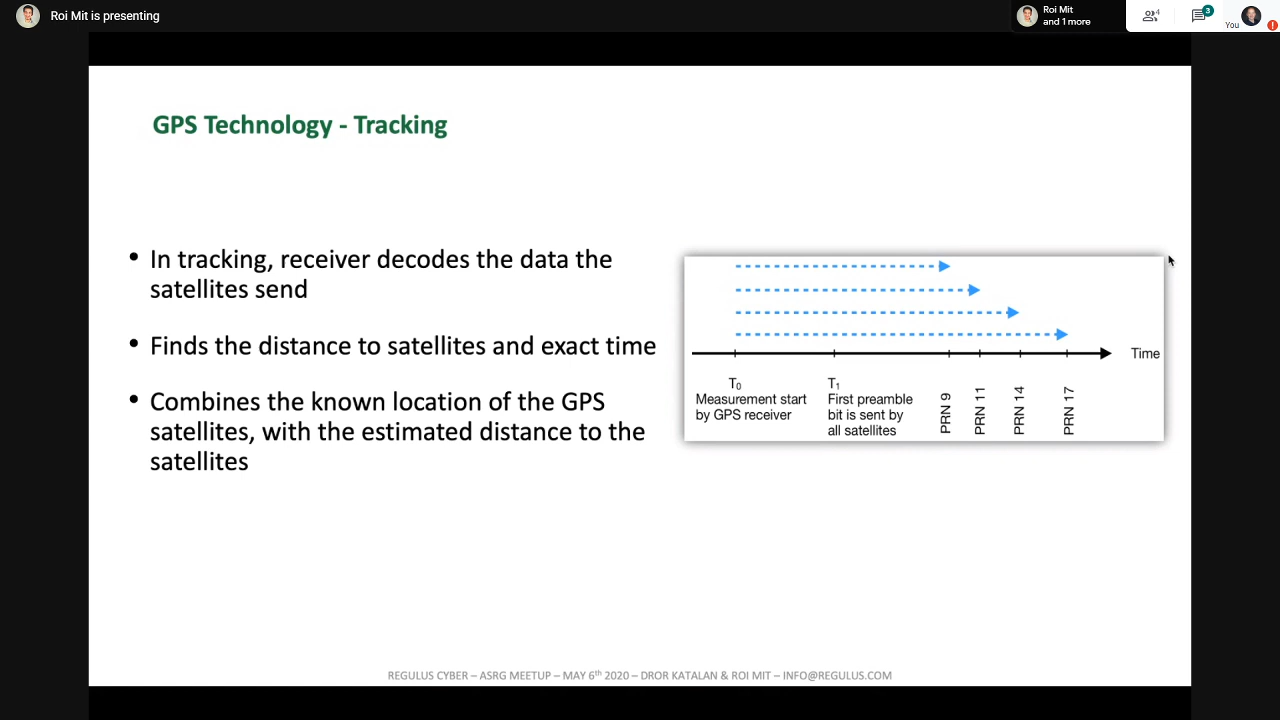 Roi Mit is presenting
Roi Mit
and 1 more
4
3
You
!
GPS Technology - Tracking
• In tracking, receiver decodes the data the
satellites send
• Finds the distance to satellites and exact time
• Combines the known location of the GPS
satellites, with the estimated distance to the
satellites
Time
T₀
Measurement start
by GPS receiver
T₁
First preamble
bit is sent by
all satellites
PRN 9
PRN 11
PRN 14
PRN 17
REGULUS CYBER – ASRG MEETUP – MAY 6th 2020 – DROR KATALAN & ROI MIT – INFO@REGULUS.COM